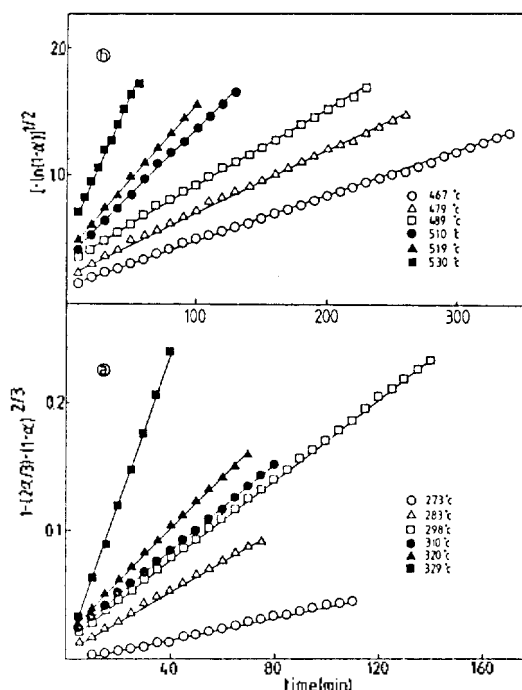 ⓑ
2.0
1.0
[-ln(1-α)]^1/2
○ 467 ℃
△ 479 ℃
□ 489 ℃
● 510 ℃
▲ 519 ℃
■ 530 ℃
100 200 300
ⓐ
0.2
0.1
1-(2α/3)-(1-α)^2/3
○ 273℃
△ 283℃
□ 298℃
● 310℃
▲ 320℃
■ 329℃
40 80 120 160
time(min)